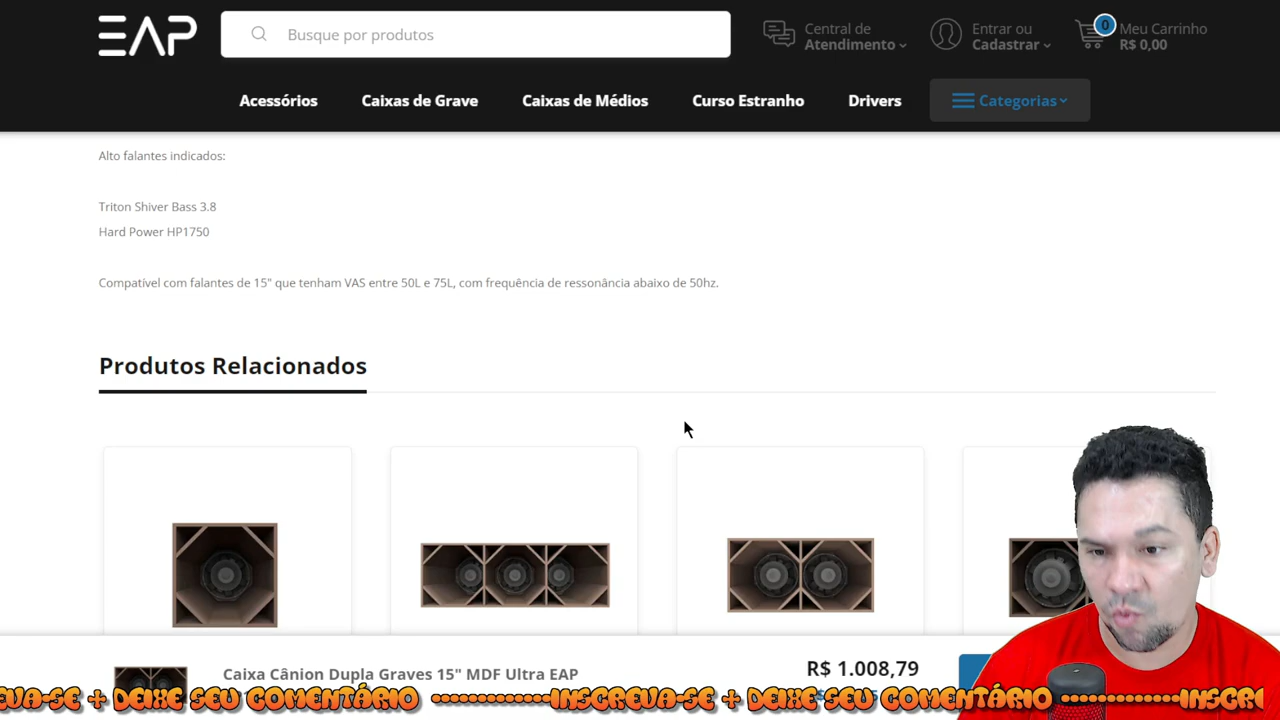 EAP
Busque por produtos
Central de
Atendimento
Entrar ou
Cadastrar
0
Meu Carrinho
R$ 0,00
Acessórios
Caixas de Grave
Caixas de Médios
Curso Estranho
Drivers
Categorias
Alto falantes indicados:
Triton Shiver Bass 3.8
Hard Power HP1750
Compatível com falantes de 15" que tenham VAS entre 50L e 75L, com frequência de ressonância abaixo de 50hz.
Produtos Relacionados
Caixa Cânion Dupla Graves 15" MDF Ultra EAP
R$ 1.008,79
EVA-SE + DEIXE SEU COMENTÁRIO ----------------INSCREVA-SE + DEIXE SEU COMENTÁRIO ----------------INSCRI